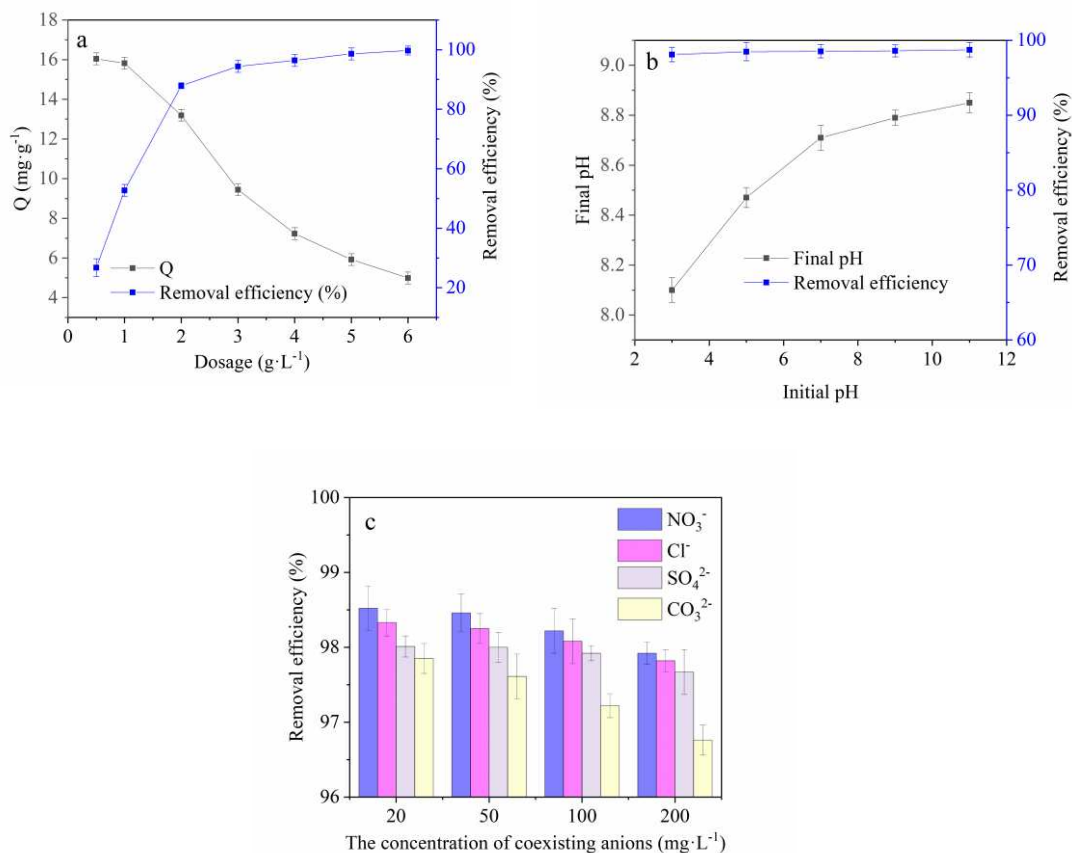 a
18
16
14
12
10
8
6
4
Q (mg·g⁻¹)
100
80
60
40
20
Removal efficiency (%)
Q
Removal efficiency (%)
0 1 2 3 4 5 6
Dosage (g·L⁻¹)
b
9.0
8.8
8.6
8.4
8.2
8.0
Final pH
100
90
80
70
60
Removal efficiency (%)
Final pH
Removal efficiency
2 4 6 8 10 12
Initial pH
c
100
99
98
97
96
Removal efficiency (%)
NO₃⁻
Cl⁻
SO₄²⁻
CO₃²⁻
20 50 100 200
The concentration of coexisting anions (mg·L⁻¹)